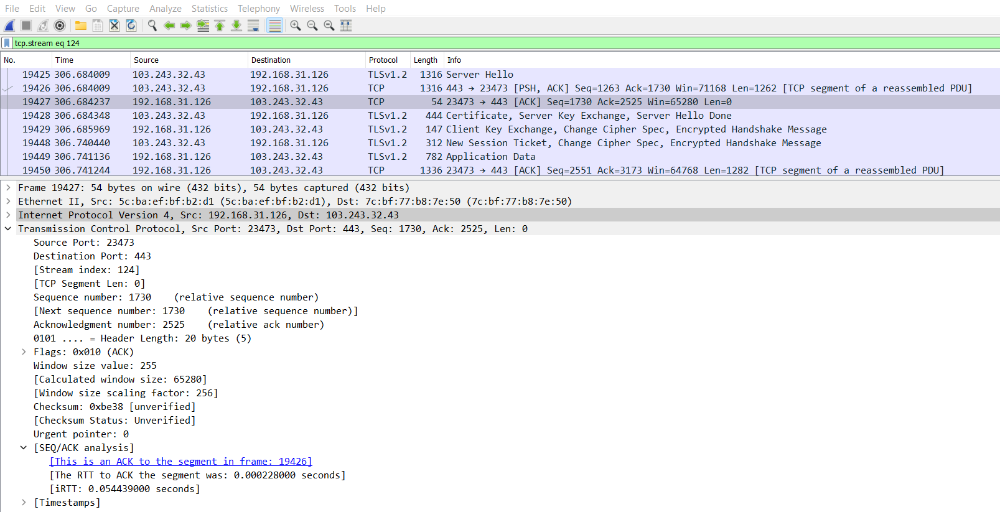 File Edit View Go Capture Analyze Statistics Telephony Wireless Tools Help
tcp.stream eq 124
No. Time Source Destination Protocol Length Info
19425 306.684009 103.243.32.43 192.168.31.126 TLSv1.2 1316 Server Hello
19426 306.684009 103.243.32.43 192.168.31.126 TCP 1316 443 → 23473 [PSH, ACK] Seq=1263 Ack=1730 Win=71168 Len=1262 [TCP segment of a reassembled PDU]
19427 306.684237 192.168.31.126 103.243.32.43 TCP 54 23473 → 443 [ACK] Seq=1730 Ack=2525 Win=65280 Len=0
19428 306.684348 103.243.32.43 192.168.31.126 TLSv1.2 444 Certificate, Server Key Exchange, Server Hello Done
19429 306.685969 192.168.31.126 103.243.32.43 TLSv1.2 147 Client Key Exchange, Change Cipher Spec, Encrypted Handshake Message
19448 306.740440 103.243.32.43 192.168.31.126 TLSv1.2 312 New Session Ticket, Change Cipher Spec, Encrypted Handshake Message
19449 306.741136 192.168.31.126 103.243.32.43 TLSv1.2 782 Application Data
19450 306.741244 192.168.31.126 103.243.32.43 TCP 1336 23473 → 443 [ACK] Seq=2551 Ack=3173 Win=64768 Len=1282 [TCP segment of a reassembled PDU]
Frame 19427: 54 bytes on wire (432 bits), 54 bytes captured (432 bits)
Ethernet II, Src: 5c:ba:ef:bf:b2:d1 (5c:ba:ef:bf:b2:d1), Dst: 7c:bf:77:b8:7e:50 (7c:bf:77:b8:7e:50)
Internet Protocol Version 4, Src: 192.168.31.126, Dst: 103.243.32.43
Transmission Control Protocol, Src Port: 23473, Dst Port: 443, Seq: 1730, Ack: 2525, Len: 0
Source Port: 23473
Destination Port: 443
[Stream index: 124]
[TCP Segment Len: 0]
Sequence number: 1730 (relative sequence number)
[Next sequence number: 1730 (relative sequence number)]
Acknowledgment number: 2525 (relative ack number)
0101 .... = Header Length: 20 bytes (5)
Flags: 0x010 (ACK)
Window size value: 255
[Calculated window size: 65280]
[Window size scaling factor: 256]
Checksum: 0xbe38 [unverified]
[Checksum Status: Unverified]
Urgent pointer: 0
[SEQ/ACK analysis]
[This is an ACK to the segment in frame: 19426]
[The RTT to ACK the segment was: 0.000228000 seconds]
[iRTT: 0.054439000 seconds]
[Timestamps]